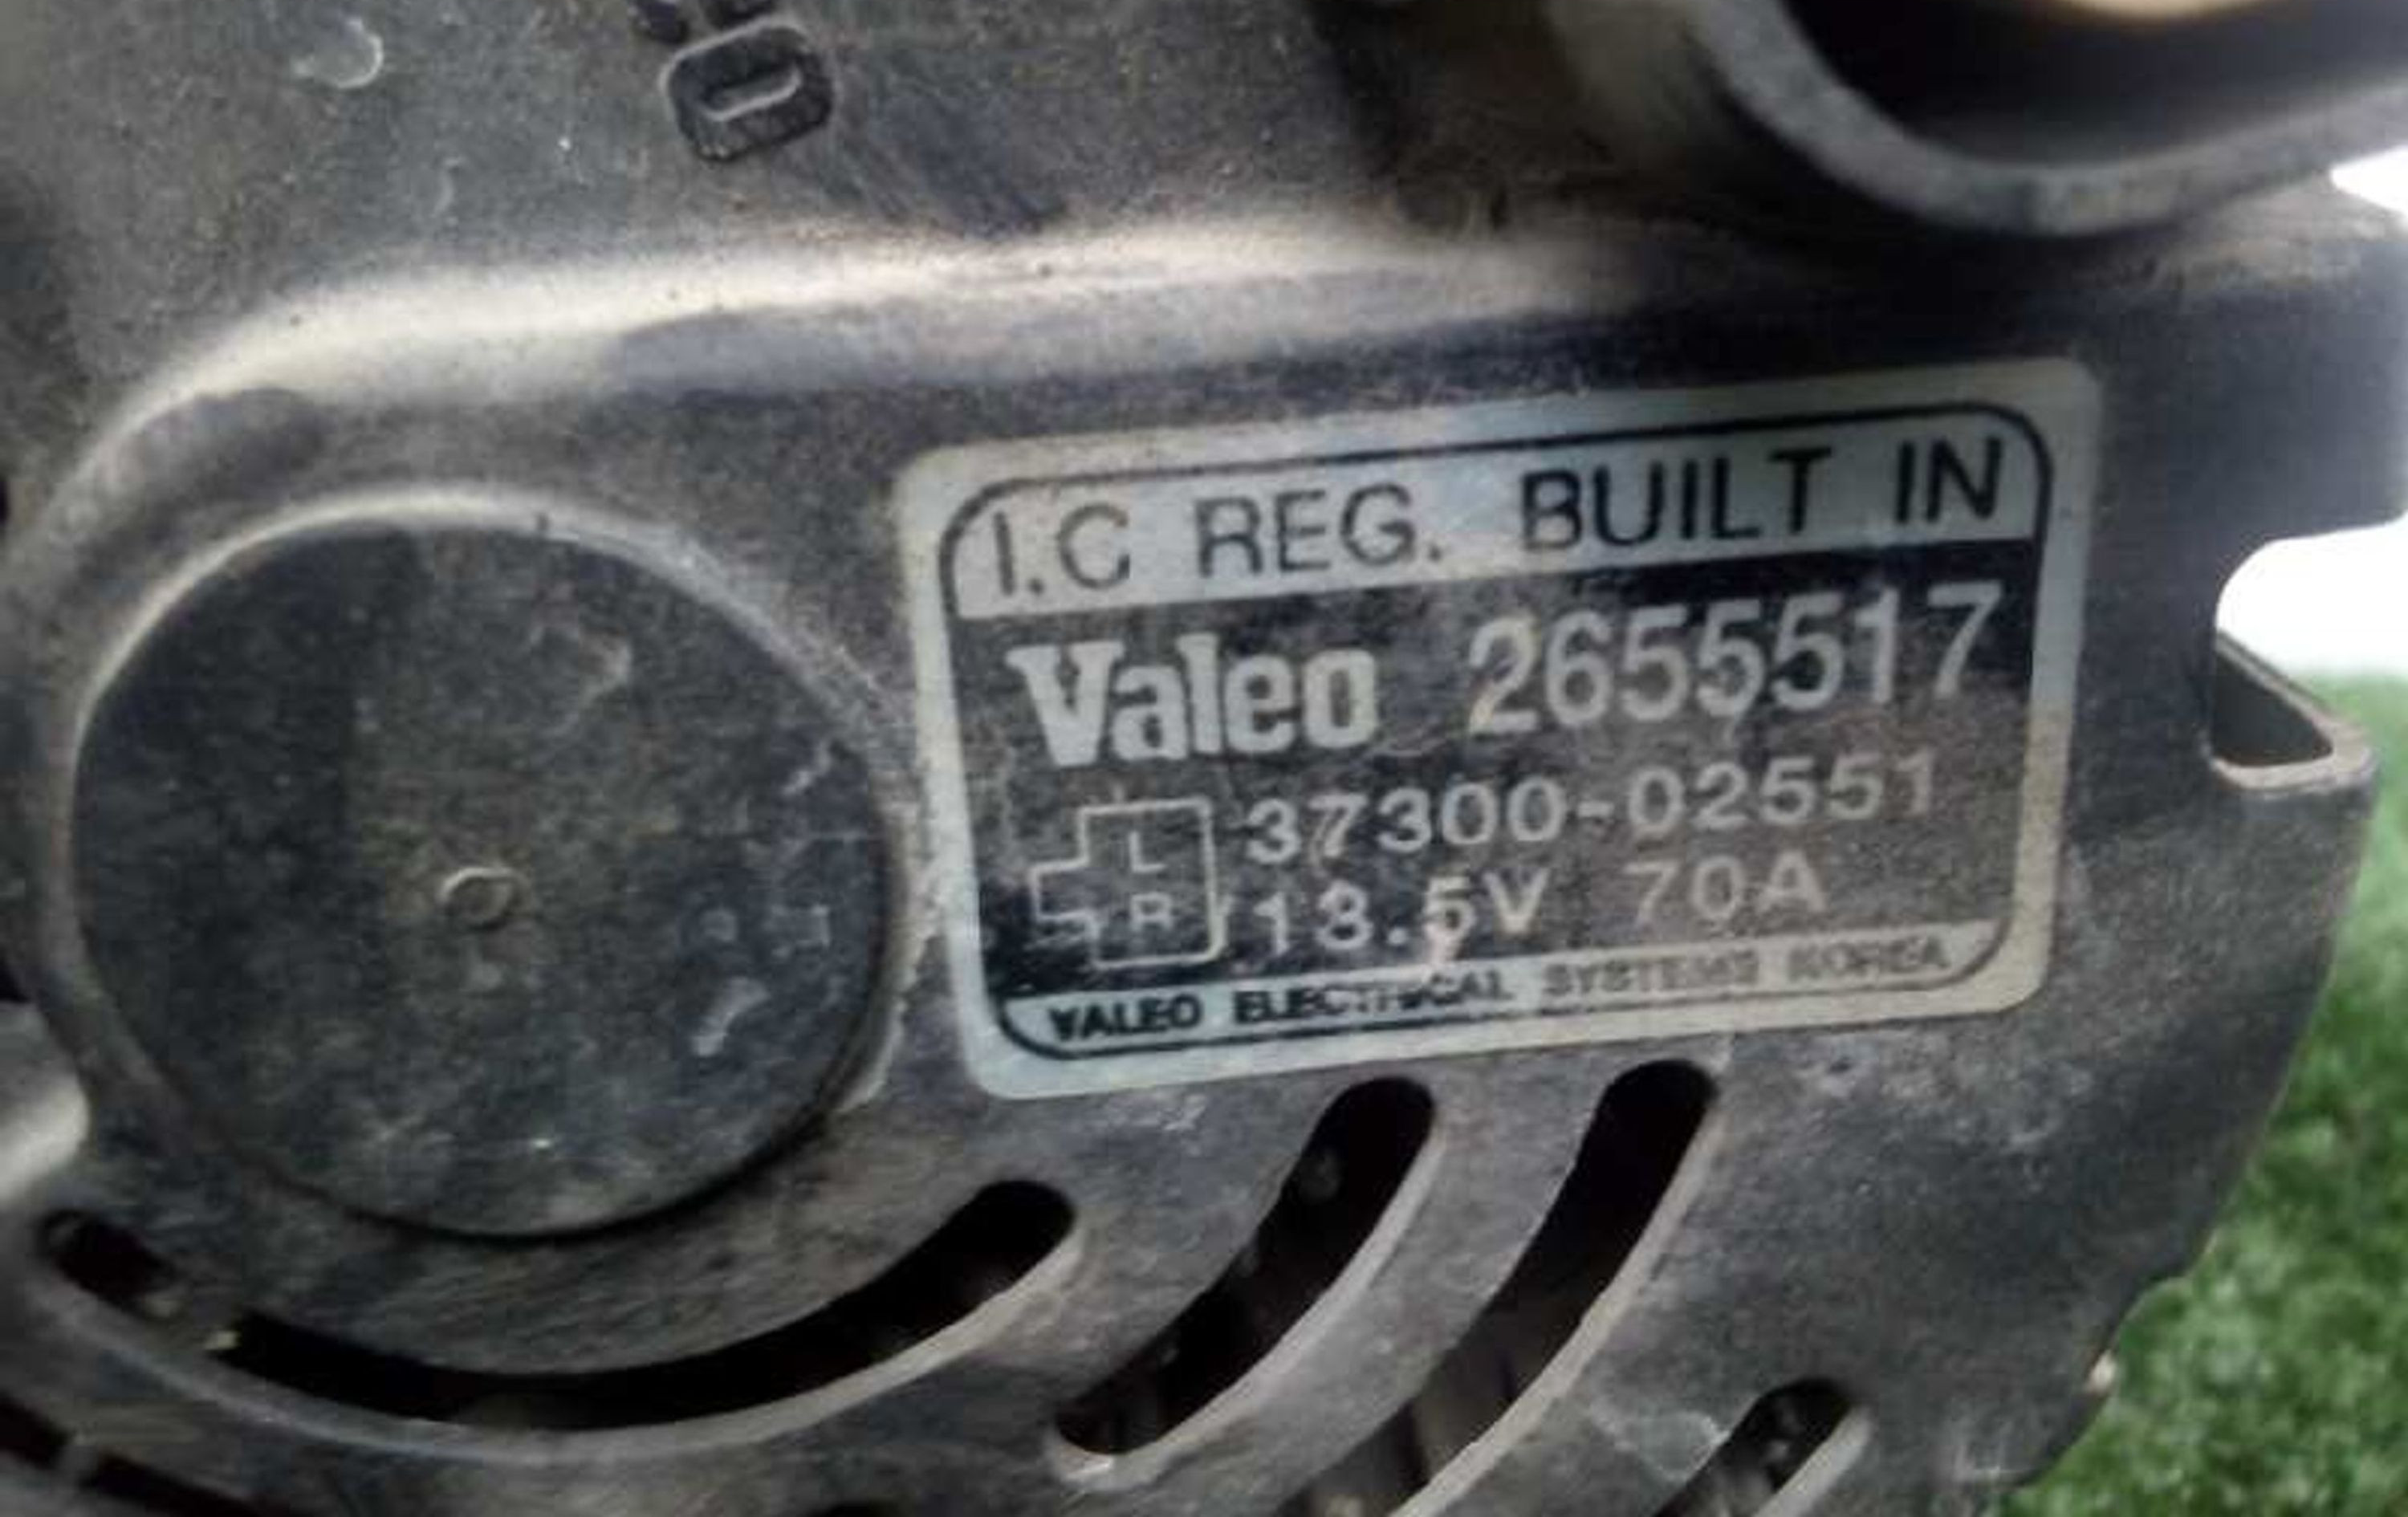 I.C REG. BUILT IN
Valeo 2655517
L 37300-02551
R 13.5V 70A
VALEO ELECTRICAL SYSTEMS KOREA